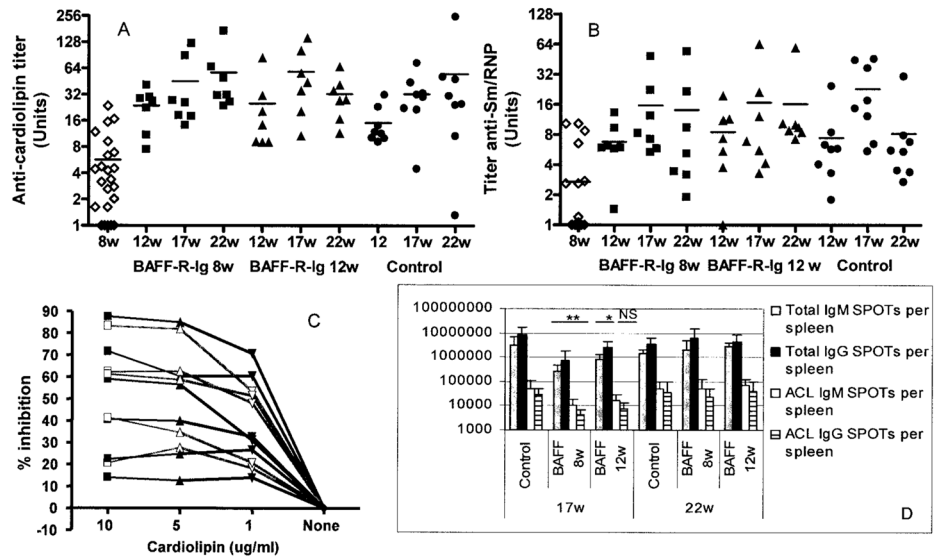 A
Anti-cardiolipin titer
(Units)
256
128
64
32
16
8
4
2
1
8w 12w 17w 22w 12w 17w 22w 12 17w 22w
BAFF-R-Ig 8w BAFF-R-Ig 12w Control
B
Titer anti-Sm/RNP
(Units)
128
64
32
16
8
4
2
1
8w 12w 17w 22w 12w 17w 22w 12w 17w 22w
BAFF-R-Ig 8w BAFF-R-Ig 12 w Control
C
% inhibition
90
80
70
60
50
40
30
20
10
0
-10
10 5 1 None
Cardiolipin (ug/ml)
100000000
10000000
1000000
100000
10000
1000
** * NS
Control BAFF 8w BAFF 12w Control BAFF 8w BAFF 12w
17w 22w
Total IgM SPOTs per
spleen
Total IgG SPOTs per
spleen
ACL IgM SPOTs per
spleen
ACL IgG SPOTs per
spleen
D